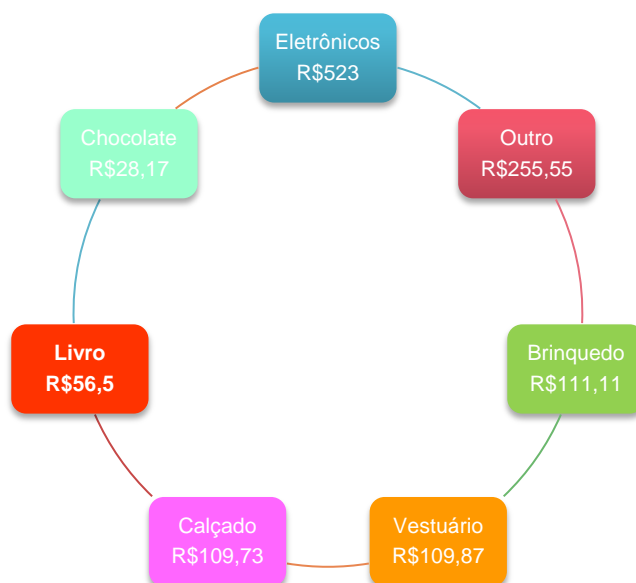 Eletrônicos
R$523
Outro
R$255,55
Brinquedo
R$111,11
Vestuário
R$109,87
Calçado
R$109,73
Livro
R$56,5
Chocolate
R$28,17